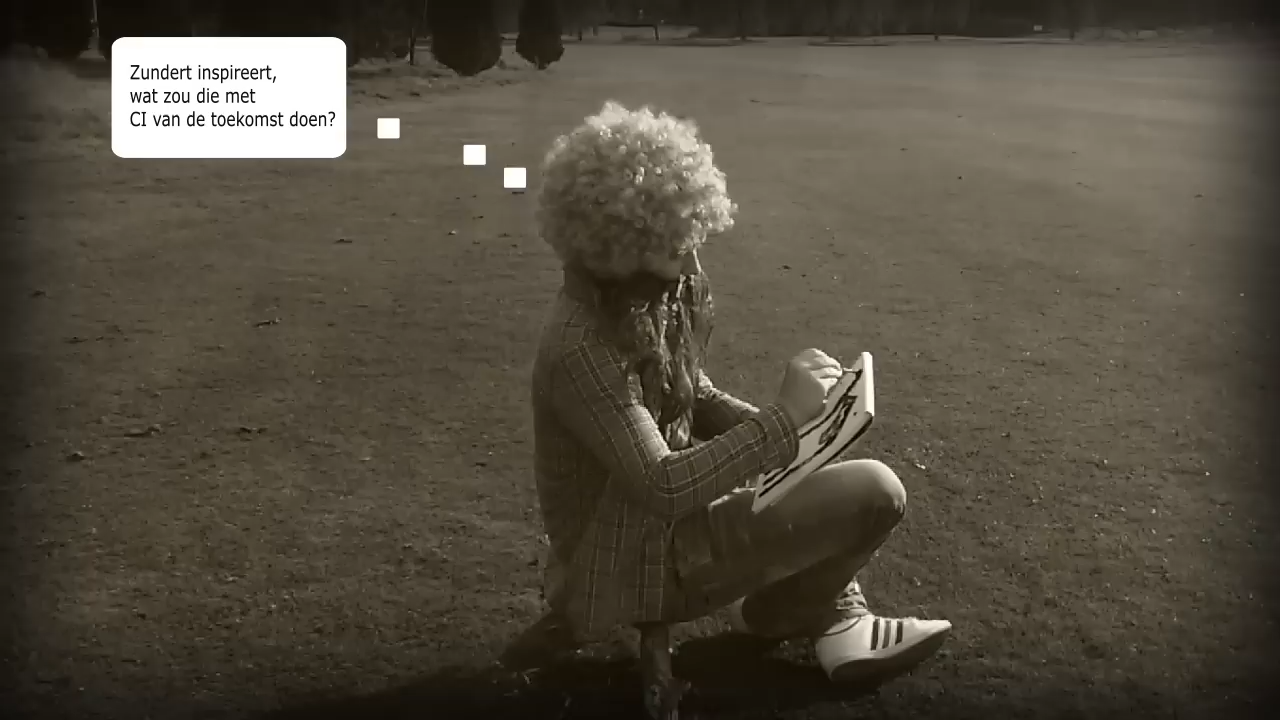 Zundert inspireert,
wat zou die met
CI van de toekomst doen?